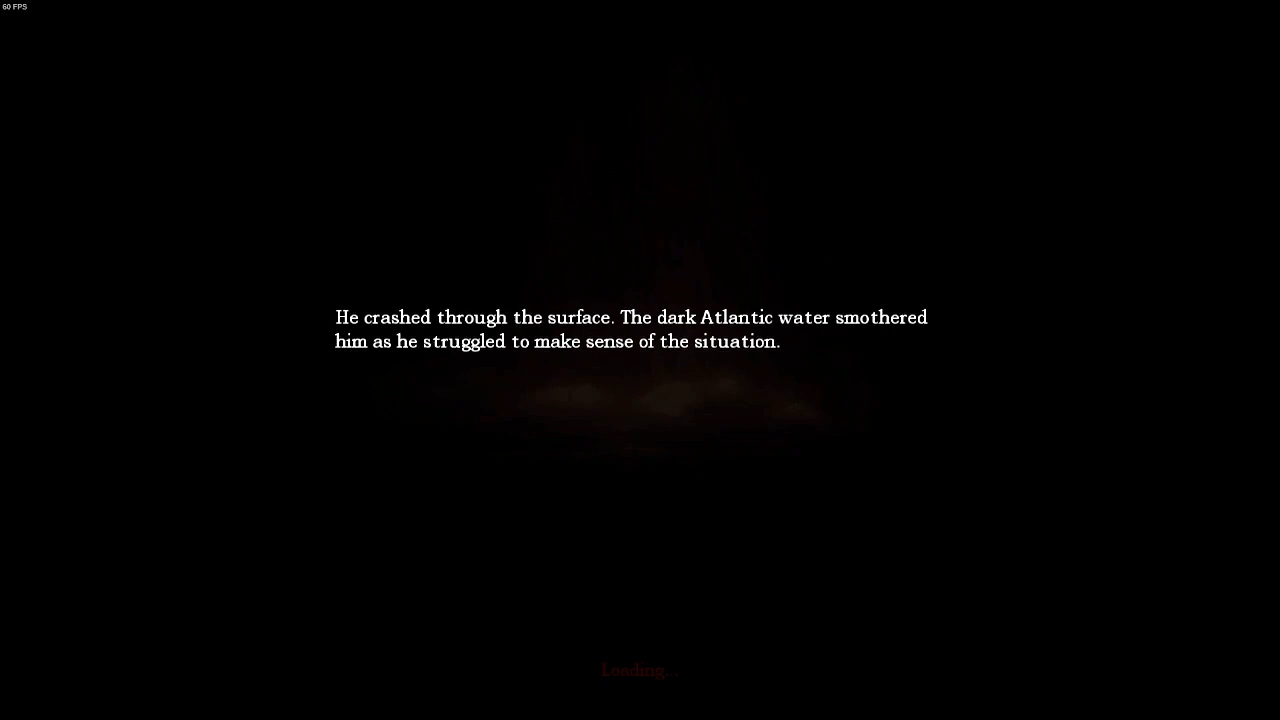 60 FPS
He crashed through the surface. The dark Atlantic water smothered
him as he struggled to make sense of the situation.
Loading...